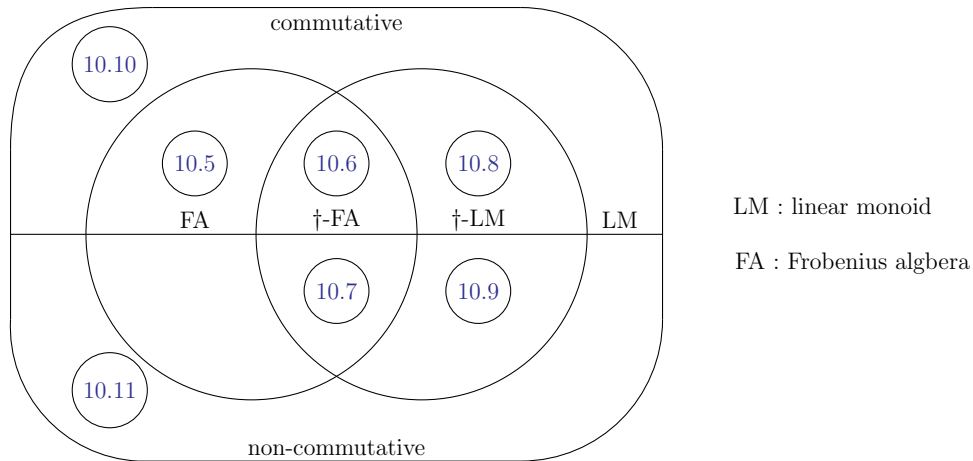 commutative
10.10
10.5
10.6
10.8
FA
†-FA
†-LM
LM
10.7
10.9
10.11
non-commutative
LM : linear monoid
FA : Frobenius algbera